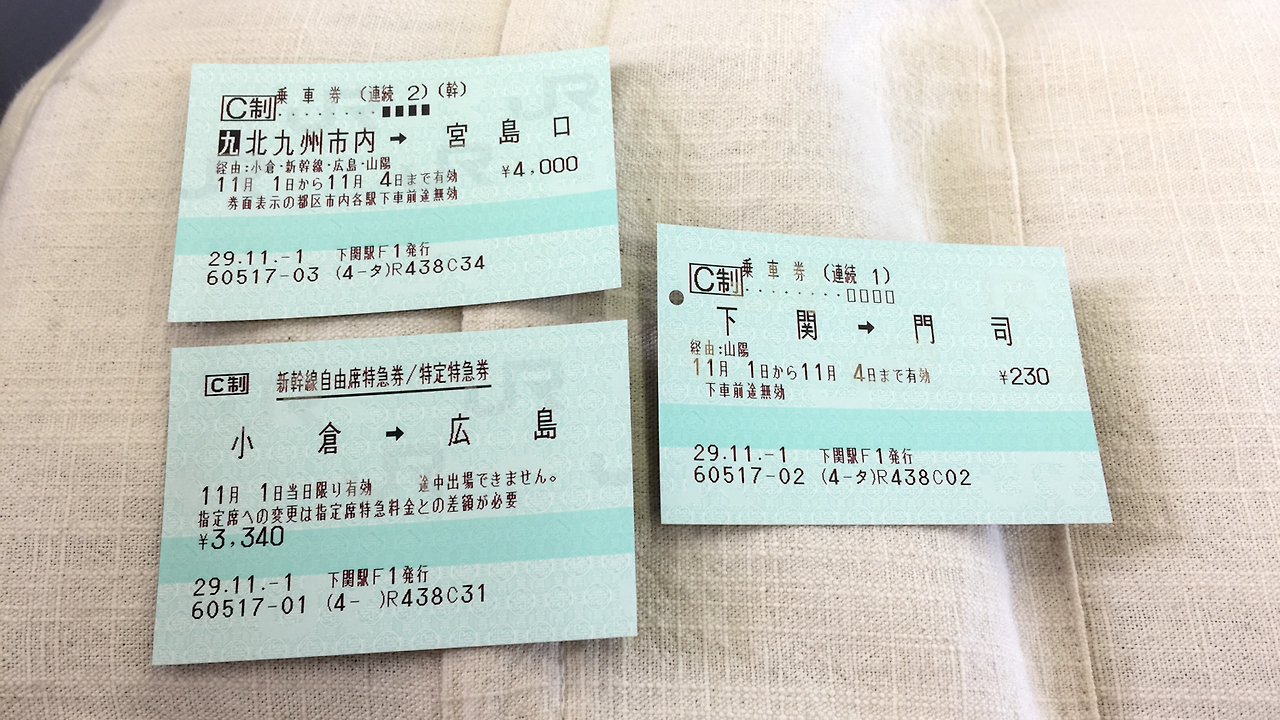 C制 乗車券 (連続 2) (幹)
九 北九州市内 → 宮島口
経由:小倉・新幹線・広島・山陽
11月 1日から11月 4日まで有効 ¥4,000
券面表示の都区市内各駅下車前途無効
29.11.-1 下関駅F1発行
60517-03 (4-タ)R438C34
C制 新幹線自由席特急券/特定特急券
小倉 → 広島
11月 1日当日限り有効 途中出場できません。
指定席への変更は指定席特急料金との差額が必要
¥3,340
29.11.-1 下関駅F1発行
60517-01 (4- )R438C31
C制 乗車券 (連続 1)
下関 → 門司
経由:山陽
11月 1日から11月 4日まで有効 ¥230
下車前途無効
29.11.-1 下関駅F1発行
60517-02 (4-タ)R438C02